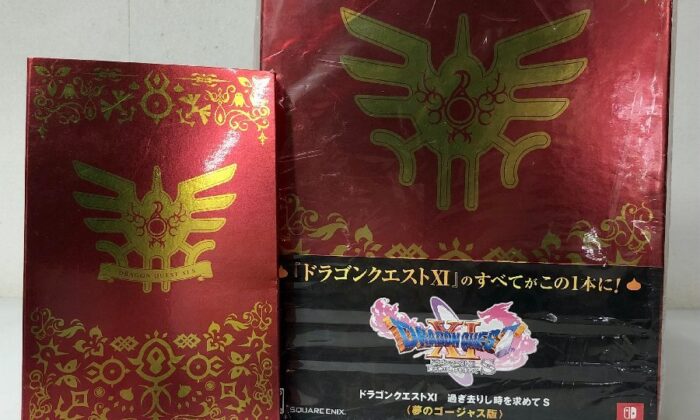 DRAGON QUEST XI S
『ドラゴンクエストXI』のすべてがこの1本に!
DRAGON QUEST
XI
S
ドラゴンクエストXI 過ぎ去りし時を求めて S
(夢のゴージャス版)
SQUARE ENIX.